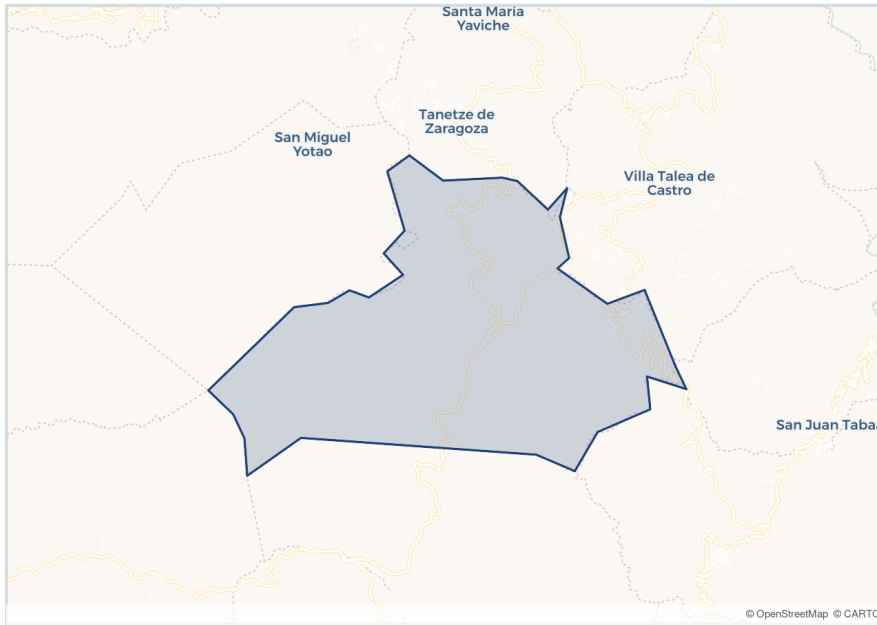 Santa María
Yaviche
Tanetze de
Zaragoza
San Miguel
Yotao
Villa Talea de
Castro
San Juan Tabaa
© OpenStreetMap © CARTO